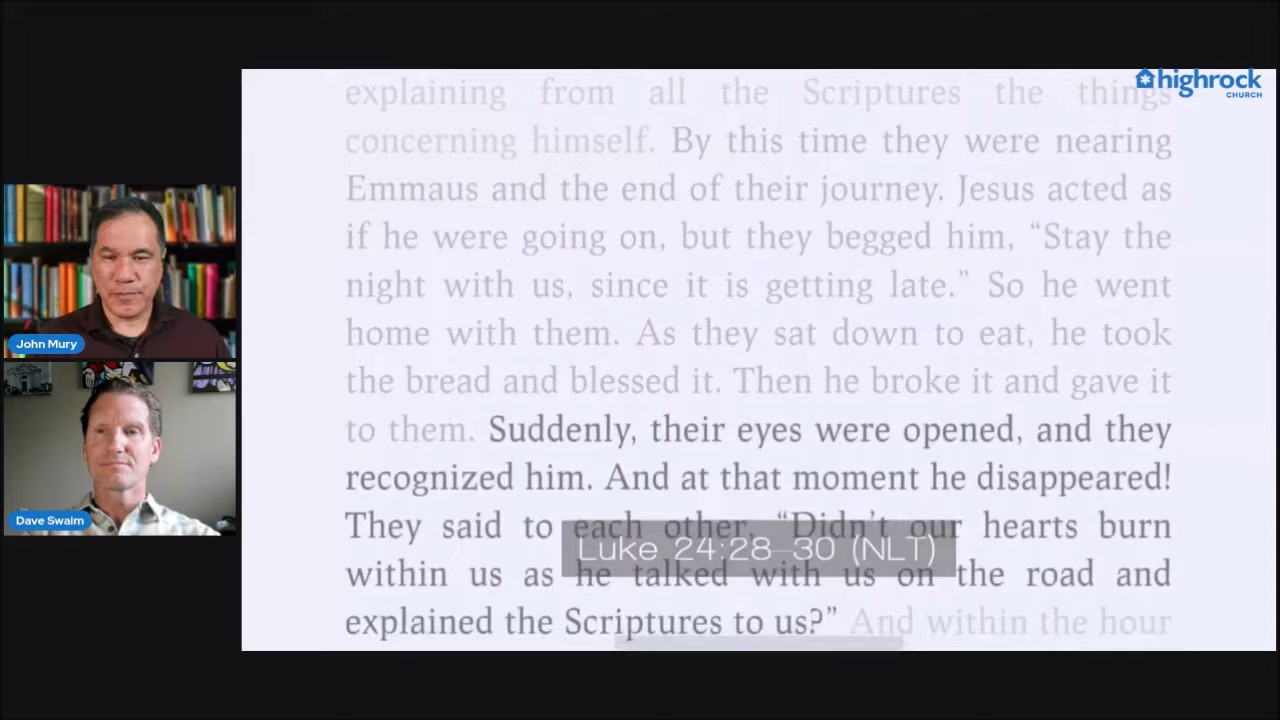 highrock
CHURCH
explaining from all the Scriptures the things
concerning himself. By this time they were nearing
Emmaus and the end of their journey. Jesus acted as
if he were going on, but they begged him, “Stay the
night with us, since it is getting late.” So he went
home with them. As they sat down to eat, he took
the bread and blessed it. Then he broke it and gave it
to them. Suddenly, their eyes were opened, and they
recognized him. And at that moment he disappeared!
They said to each other, “Didn’t our hearts burn
Luke 24:28–30 (NLT)
within us as he talked with us on the road and
explained the Scriptures to us?” And within the hour
John Mury
Dave Swaim